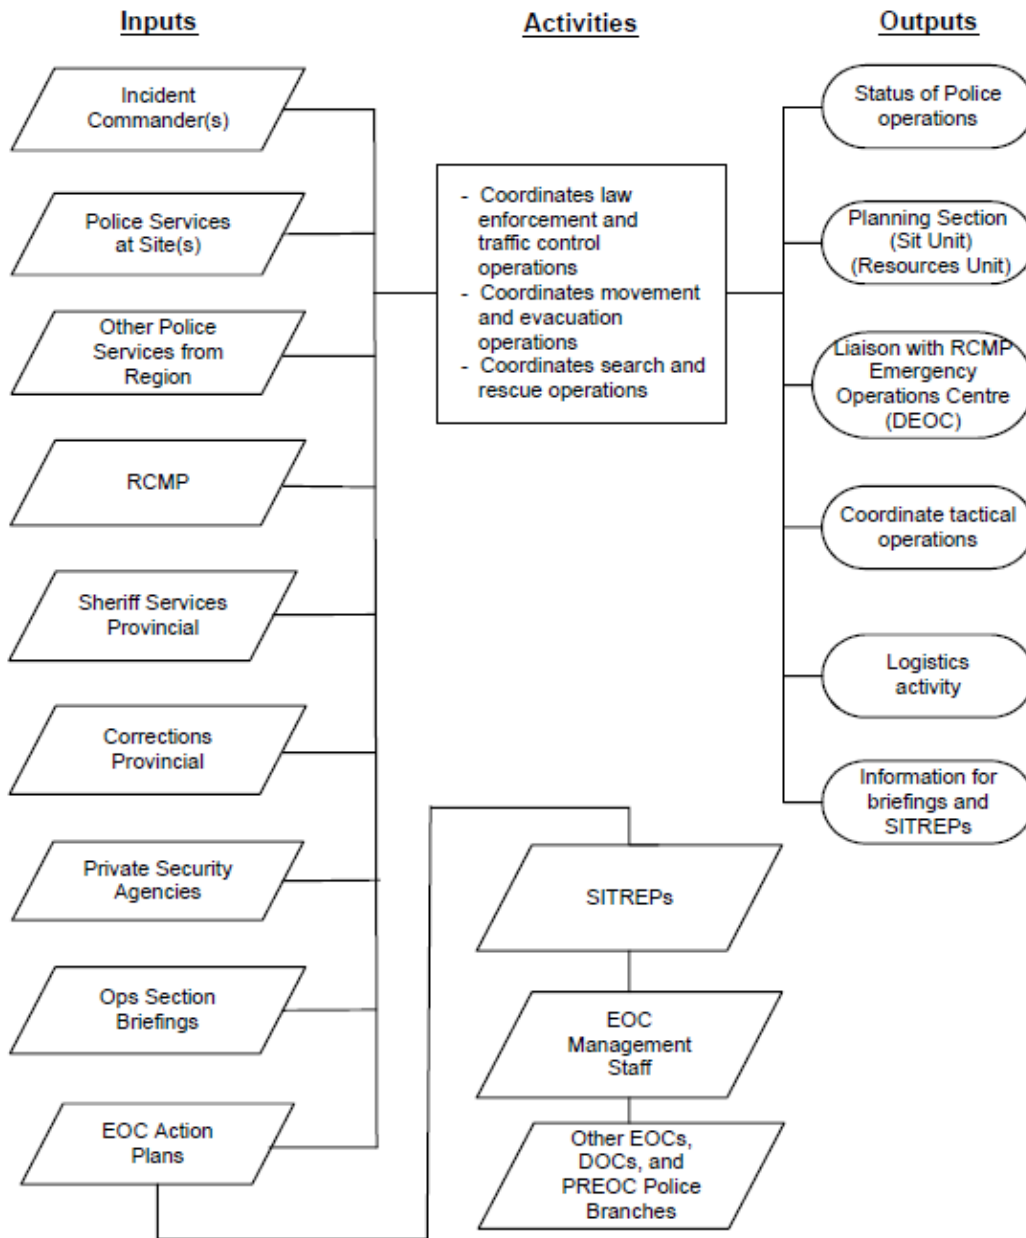 Inputs
Activities
Outputs
Incident
Commander(s)
Police Services
at Site(s)
Other Police
Services from
Region
RCMP
Sheriff Services
Provincial
Corrections
Provincial
Private Security
Agencies
Ops Section
Briefings
EOC Action
Plans
- Coordinates law
enforcement and
traffic control
operations
- Coordinates movement
and evacuation
operations
- Coordinates search and
rescue operations
SITREPs
EOC
Management
Staff
Other EOCs,
DOCs, and
PREOC Police
Branches
Status of Police
operations
Planning Section
(Sit Unit)
(Resources Unit)
Liaison with RCMP
Emergency
Operations Centre
(DEOC)
Coordinate tactical
operations
Logistics
activity
Information for
briefings and
SITREPs